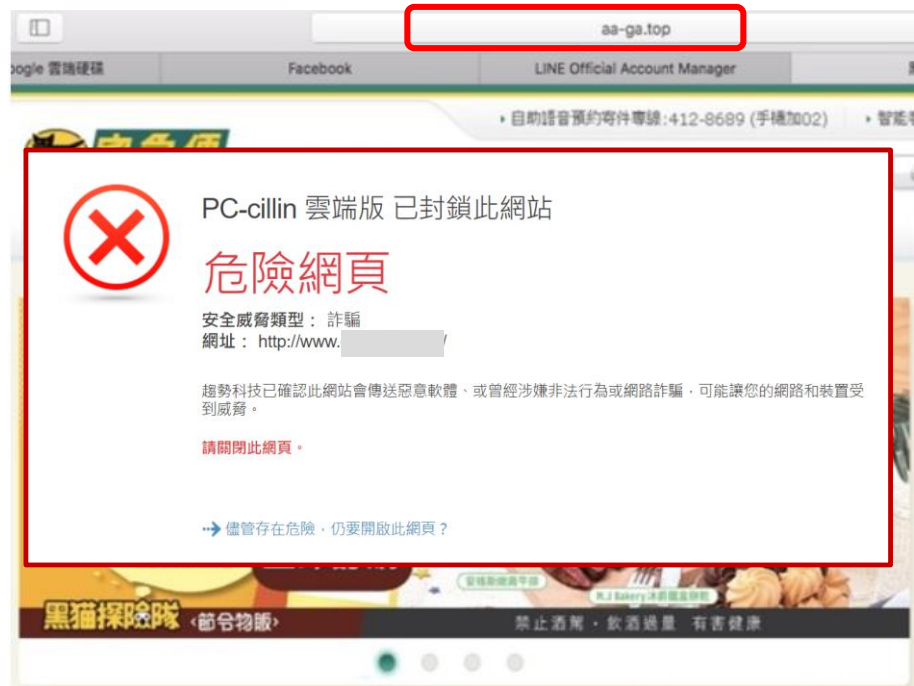 aa-ga.top
oogle 雲端硬碟
Facebook
LINE Official Account Manager
自助語音預約寄件專線:412-8689 (手機加02)
智能
宅急便
PC-cillin 雲端版 已封鎖此網站
危險網頁
安全威脅類型： 詐騙
網址： http://www. /
趨勢科技已確認此網站會傳送惡意軟體、或曾經涉嫌非法行為或網路詐騙，可能讓您的網路和裝置受
到威脅。
請關閉此網頁。
儘管存在危險，仍要開啟此網頁？
黑猫探險隊 ‹節令物販›
禁止酒駕・飲酒過量 有害健康